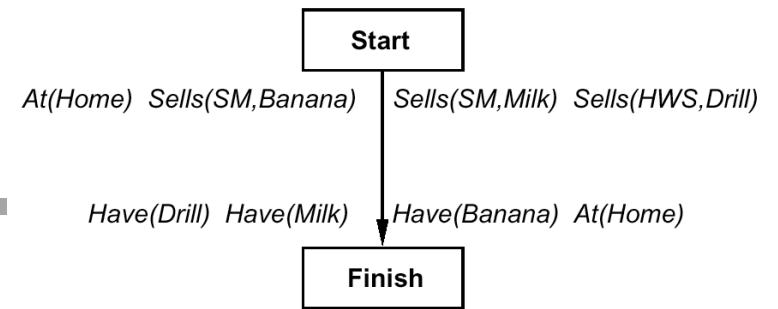 Start
At(Home) Sells(SM,Banana) Sells(SM,Milk) Sells(HWS,Drill)
Have(Drill) Have(Milk) Have(Banana) At(Home)
Finish